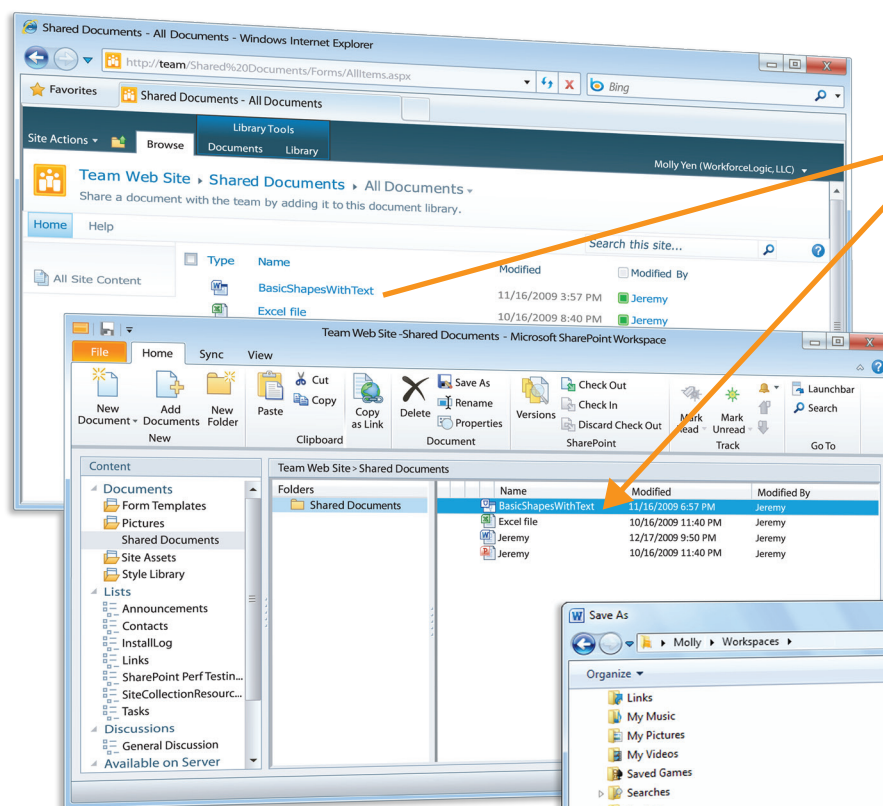 Shared Documents - All Documents - Windows Internet Explorer
http://team/Shared%20Documents/Forms/AllItems.aspx
Bing
Favorites
Shared Documents - All Documents
Library Tools
Site Actions
Browse
Documents
Library
Molly Yen (WorkforceLogic, LLC)
Team Web Site Shared Documents All Documents
Share a document with the team by adding it to this document library.
Home
Help
Search this site...
All Site Content
Type Name Modified Modified By
BasicShapesWithText 11/16/2009 3:57 PM Jeremy
Excel file 10/16/2009 8:40 PM Jeremy
Team Web Site -Shared Documents - Microsoft SharePoint Workspace
File Home Sync View
New Document
Add Documents
New Folder
New
Paste
Cut
Copy
Copy as Link
Clipboard
Delete
Save As
Rename
Properties
Document
Versions
Check Out
Check In
Discard Check Out
SharePoint
Mark Read
Mark Unread
Track
Launchbar
Search
Go To
Content
Documents
Form Templates
Pictures
Shared Documents
Site Assets
Style Library
Lists
Announcements
Contacts
InstallLog
Links
SharePoint Perf Testin...
SiteCollectionResourc...
Tasks
Discussions
General Discussion
Available on Server
Team Web Site > Shared Documents
Folders
Shared Documents
Name Modified Modified By
BasicShapesWithText 11/16/2009 6:57 PM Jeremy
Excel file 10/16/2009 11:40 PM Jeremy
Jeremy 12/17/2009 9:50 PM Jeremy
Jeremy 10/16/2009 11:40 PM Jeremy
Save As
Molly Workspaces
Organize
Links
My Music
My Pictures
My Videos
Saved Games
Searches